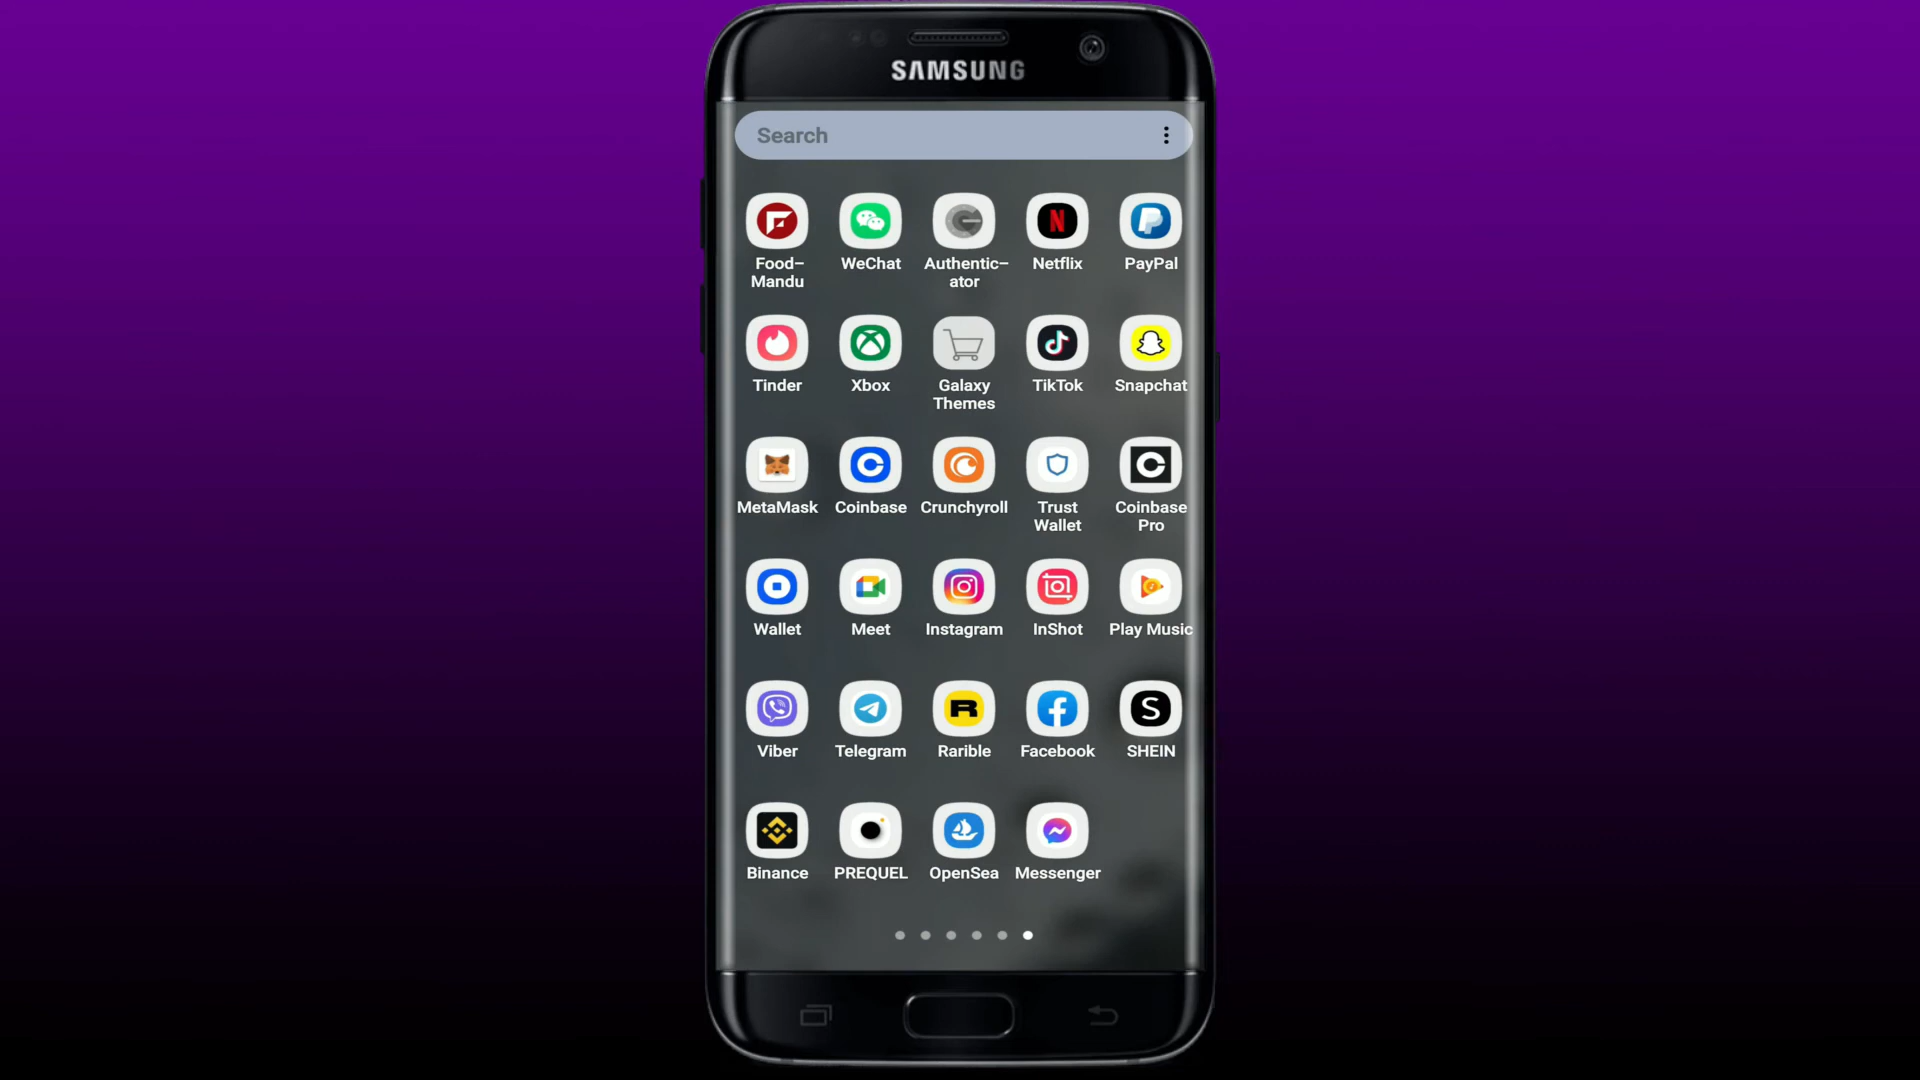 SAMSUNG
Search
Food-
Mandu
WeChat
Authentic-
ator
Netflix
PayPal
Tinder
Xbox
Galaxy
Themes
TikTok
Snapchat
MetaMask
Coinbase
Crunchyroll
Trust
Wallet
Coinbase
Pro
Wallet
Meet
Instagram
InShot
Play Music
Viber
Telegram
Rarible
Facebook
SHEIN
Binance
PREQUEL
OpenSea
Messenger